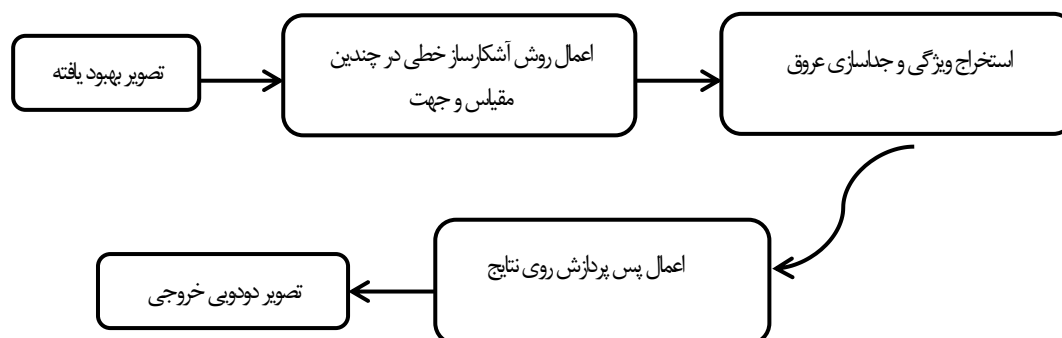 تصویر بهبود یافته
اعمال روش آشکارساز خطی در چندین
مقیاس و جهت
استخراج ویژگی و جداسازی عروق
اعمال پس پردازش روی نتایج
تصویر دودویی خروجی